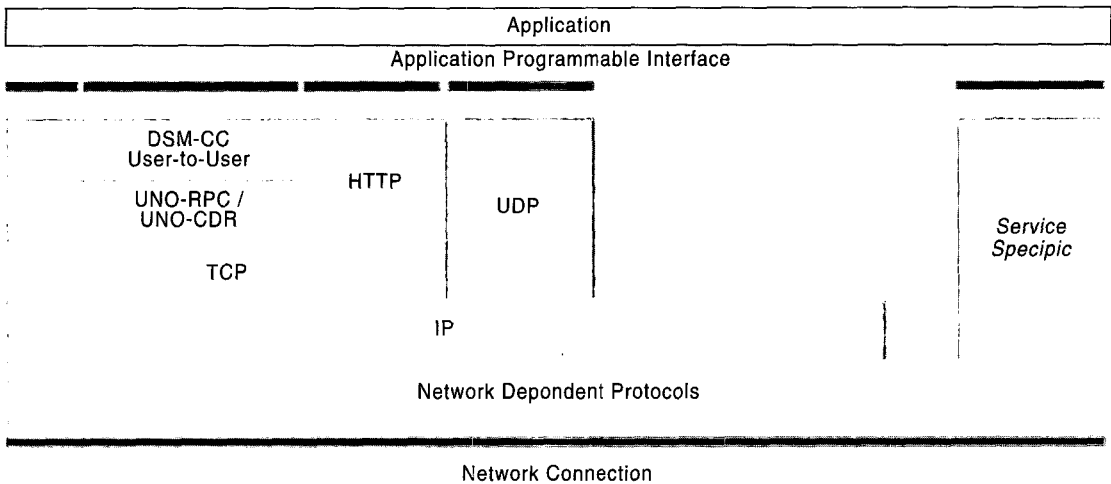 Application
Application Programmable Interface
DSM-CC
User-to-User
UNO-RPC /
UNO-CDR
HTTP
UDP
TCP
Service
Specipic
IP
Network Depondent Protocols
Network Connection